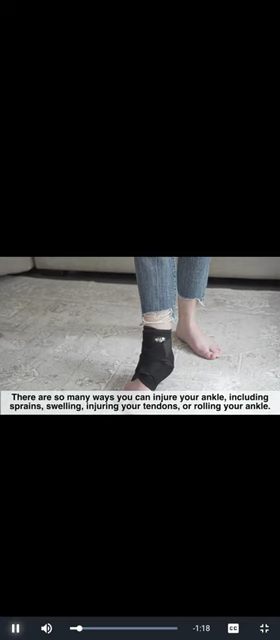 There are so many ways you can injure your ankle, including
sprains, swelling, injuring your tendons, or rolling your ankle.
-1:18
CC